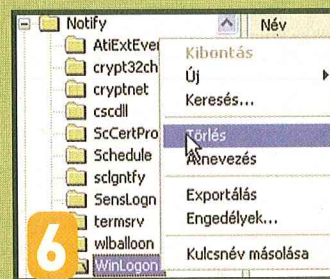 Notify
Név
AtiExtEver
crypt32ch
cryptnet
cscdll
ScCertPro
Schedule
sclgntfy
SensLogn
termsrv
wlballoon
WinLogon
Kibontás
Új
Keresés...
Törlés
Átnevezés
Exportálás
Engedélyek...
Kulcsnév másolása
6